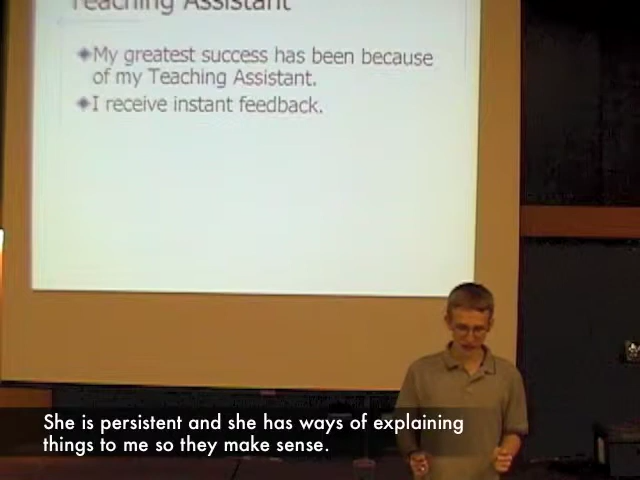 Teaching Assistant
My greatest success has been because
of my Teaching Assistant.
I receive instant feedback.
She is persistent and she has ways of explaining
things to me so they make sense.